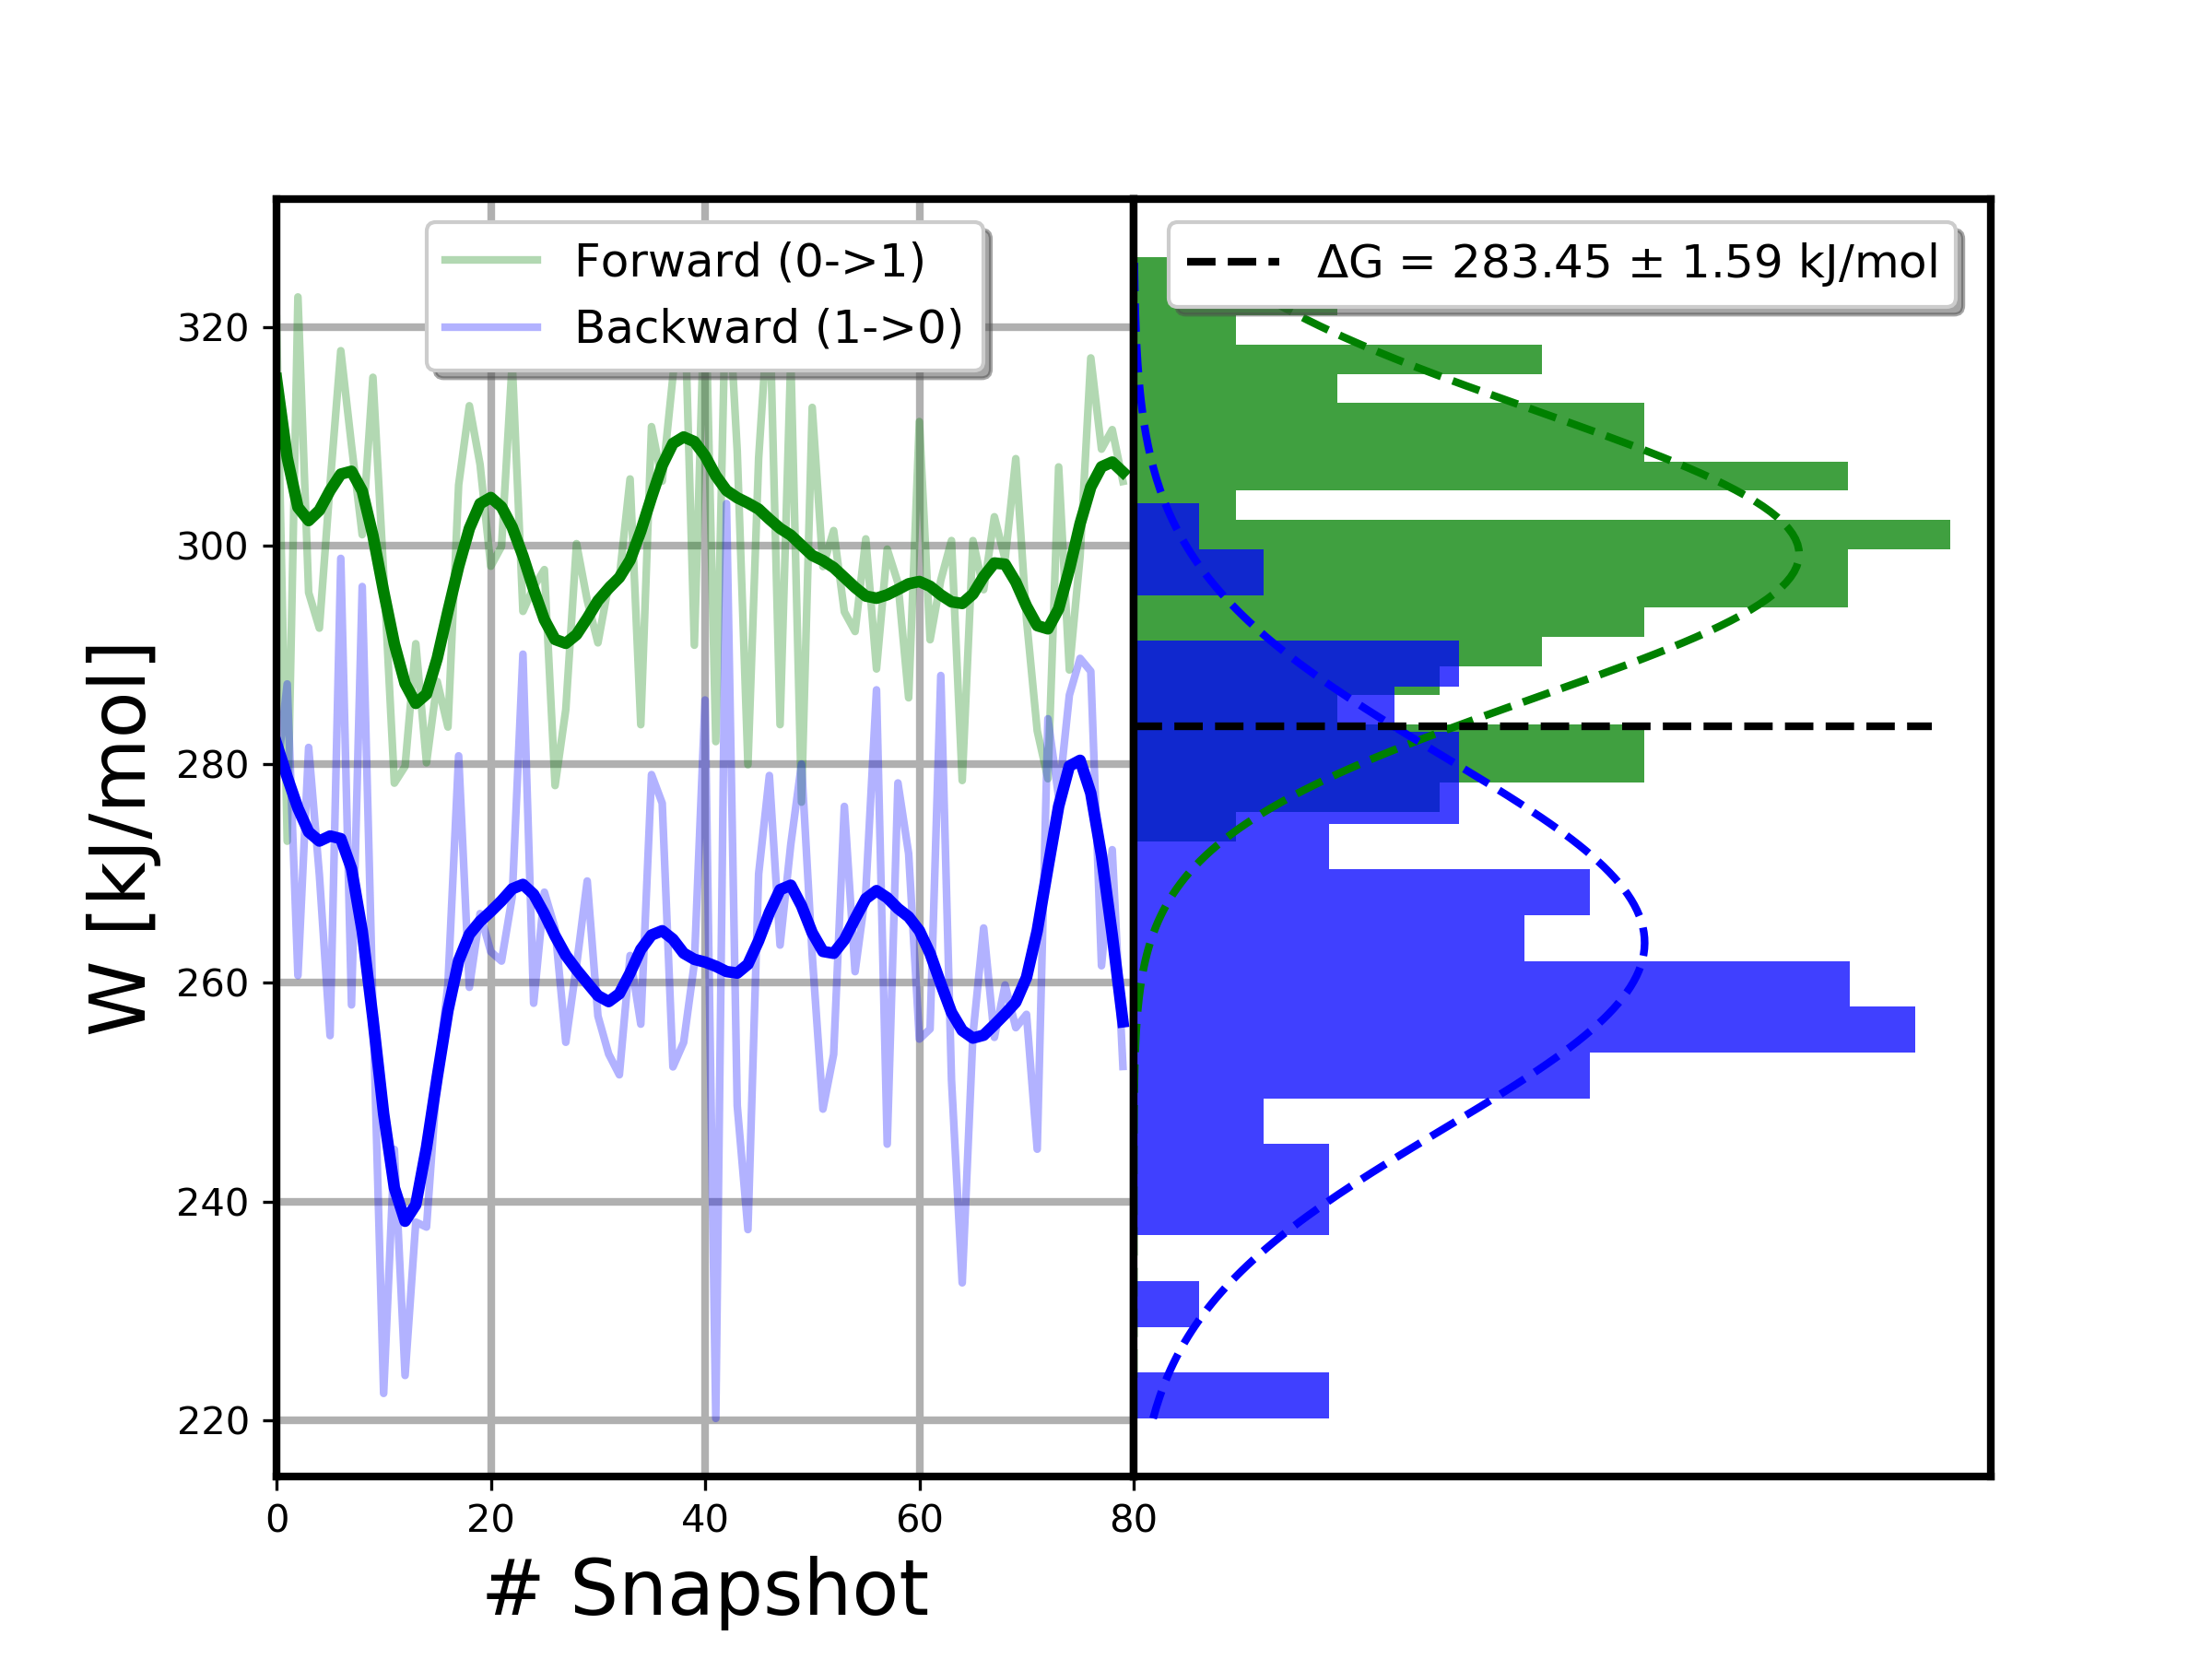 Forward (0->1)
Backward (1->0)
ΔG = 283.45 ± 1.59 kJ/mol
W [kJ/mol]
320
300
280
260
240
220
0 20 40 60 80
# Snapshot